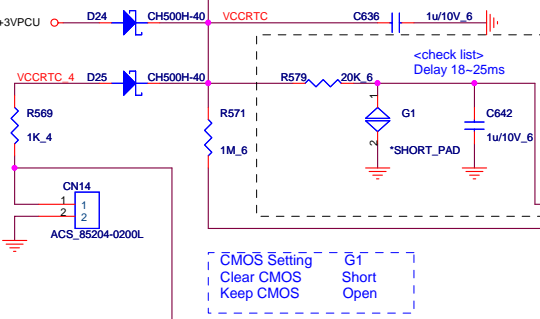 +3VPCU D24 CH500H-40 VCCRTC C636 1u/10V_6
<check list>
Delay 18~25ms
VCCRTC_4 D25 CH500H-40 R579 20K_6
R569 R571 1 G1 C642
1K_4 1M_6 2 1u/10V_6
*SHORT_PAD
CN14
1 1
2 2
ACS_85204-0200L
CMOS Setting G1
Clear CMOS Short
Keep CMOS Open